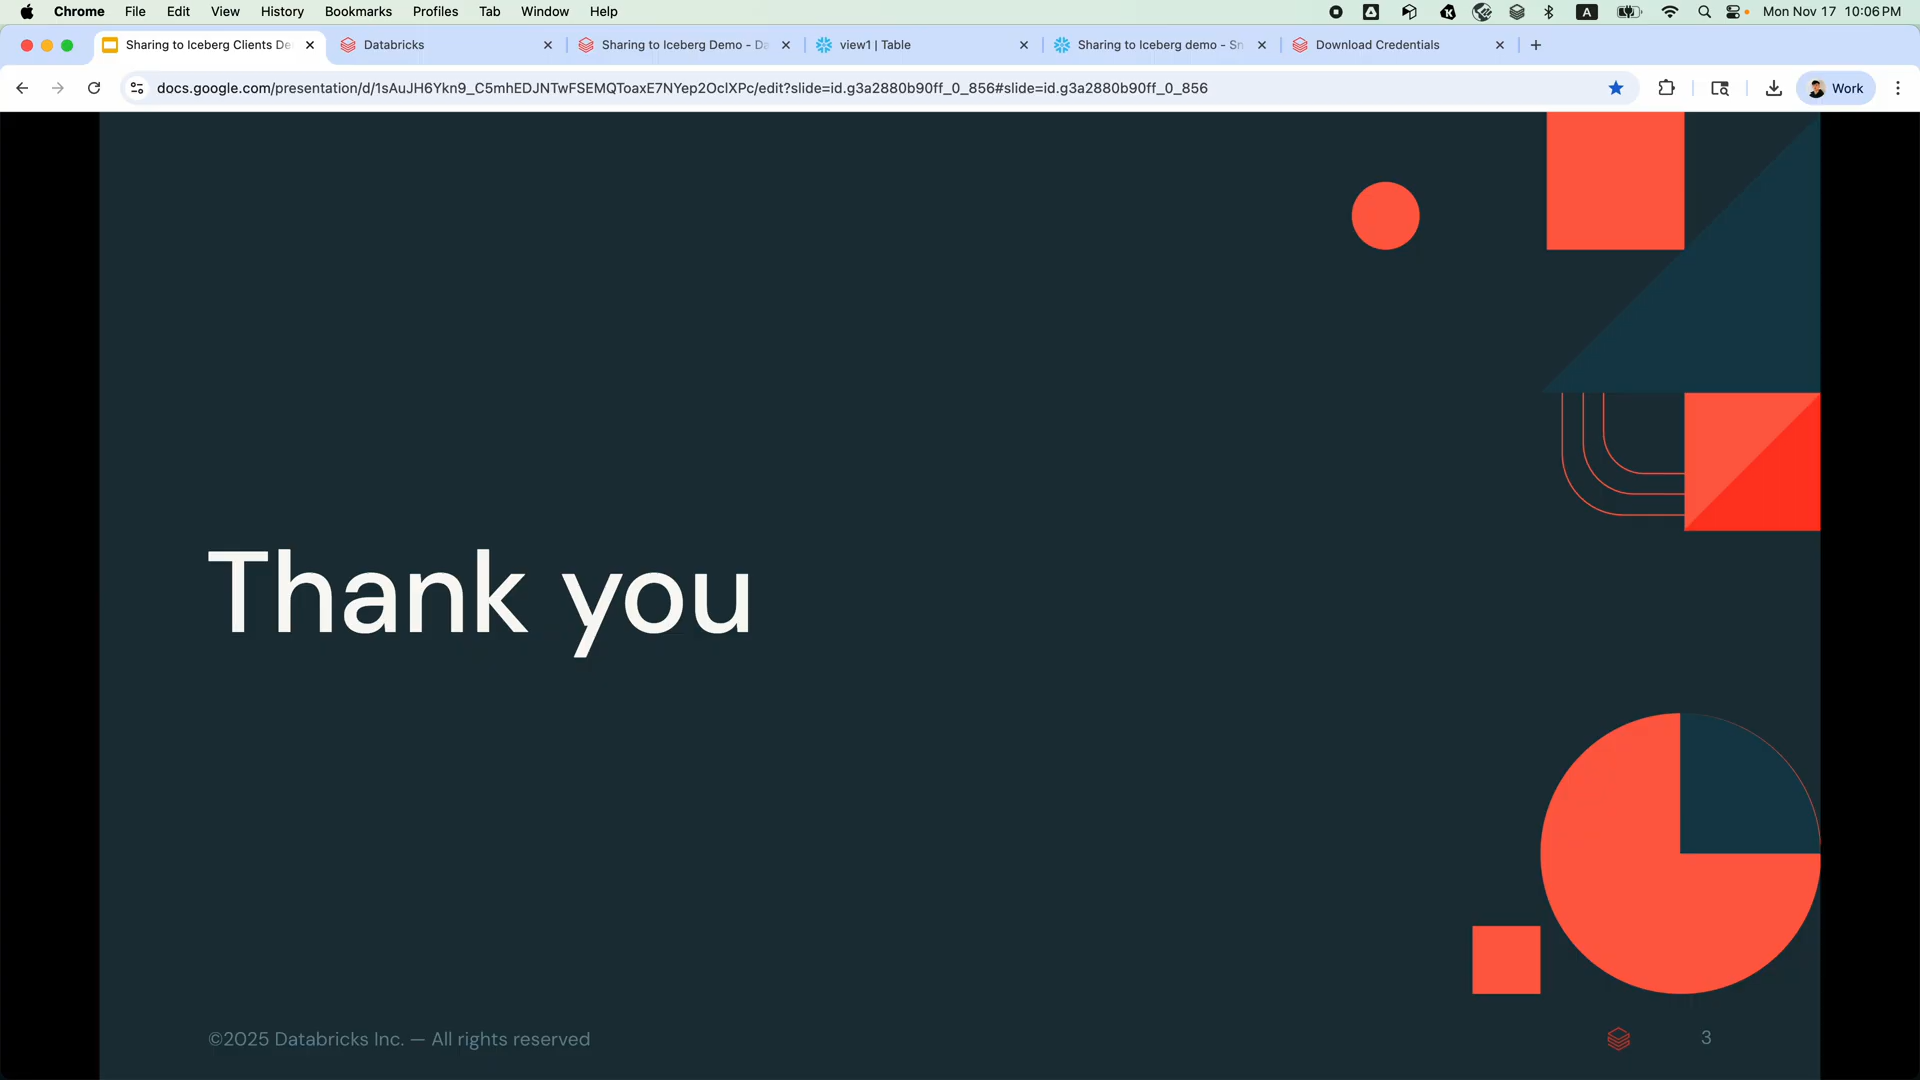 Chrome File Edit View History Bookmarks Profiles Tab Window Help A Mon Nov 17 10:06 PM
Sharing to Iceberg Clients De Databricks Sharing to Iceberg Demo - Da view1 | Table Sharing to Iceberg demo - Sn Download Credentials
docs.google.com/presentation/d/1sAuJH6Ykn9_C5mhEDJNTwFSEMQToaxE7NYep2OclXPc/edit?slide=id.g3a2880b90ff_0_856#slide=id.g3a2880b90ff_0_856 Work
Thank you
©2025 Databricks Inc. — All rights reserved 3